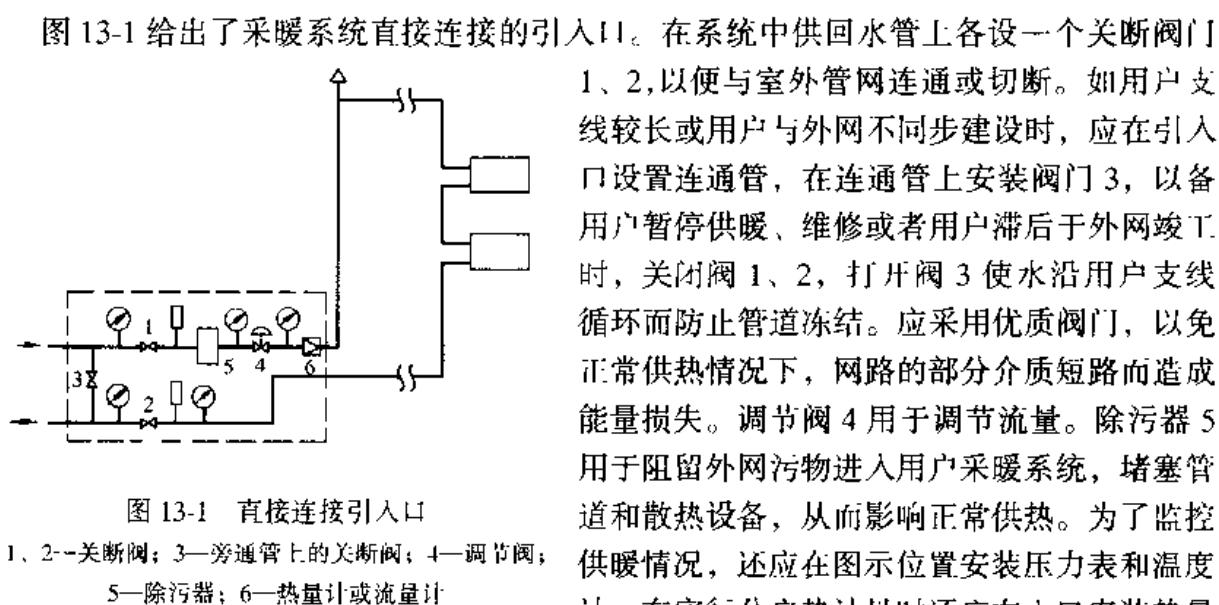 图 13-1 给出了采暖系统直接连接的引入口。在系统中供回水管上各设一个关断阀门
1、2,以便与室外管网连通或切断。如用户支
线较长或用户与外网不同步建设时，应在引入
口设置连通管，在连通管上安装阀门 3，以备
用户暂停供暖、维修或者用户滞后于外网竣工
时，关闭阀 1、2，打开阀 3 使水沿用户支线
循环而防止管道冻结。应采用优质阀门，以免
正常供热情况下，网路的部分介质短路而造成
能量损失。调节阀 4 用于调节流量。除污器 5
用于阻留外网污物进入用户采暖系统，堵塞管
道和散热设备，从而影响正常供热。为了监控
供暖情况，还应在图示位置安装压力表和温度
1
5
4
6
3
2
图 13-1 直接连接引入口
1、2—关断阀；3—旁通管上的关断阀；4—调节阀；
5—除污器；6—热量计或流量计